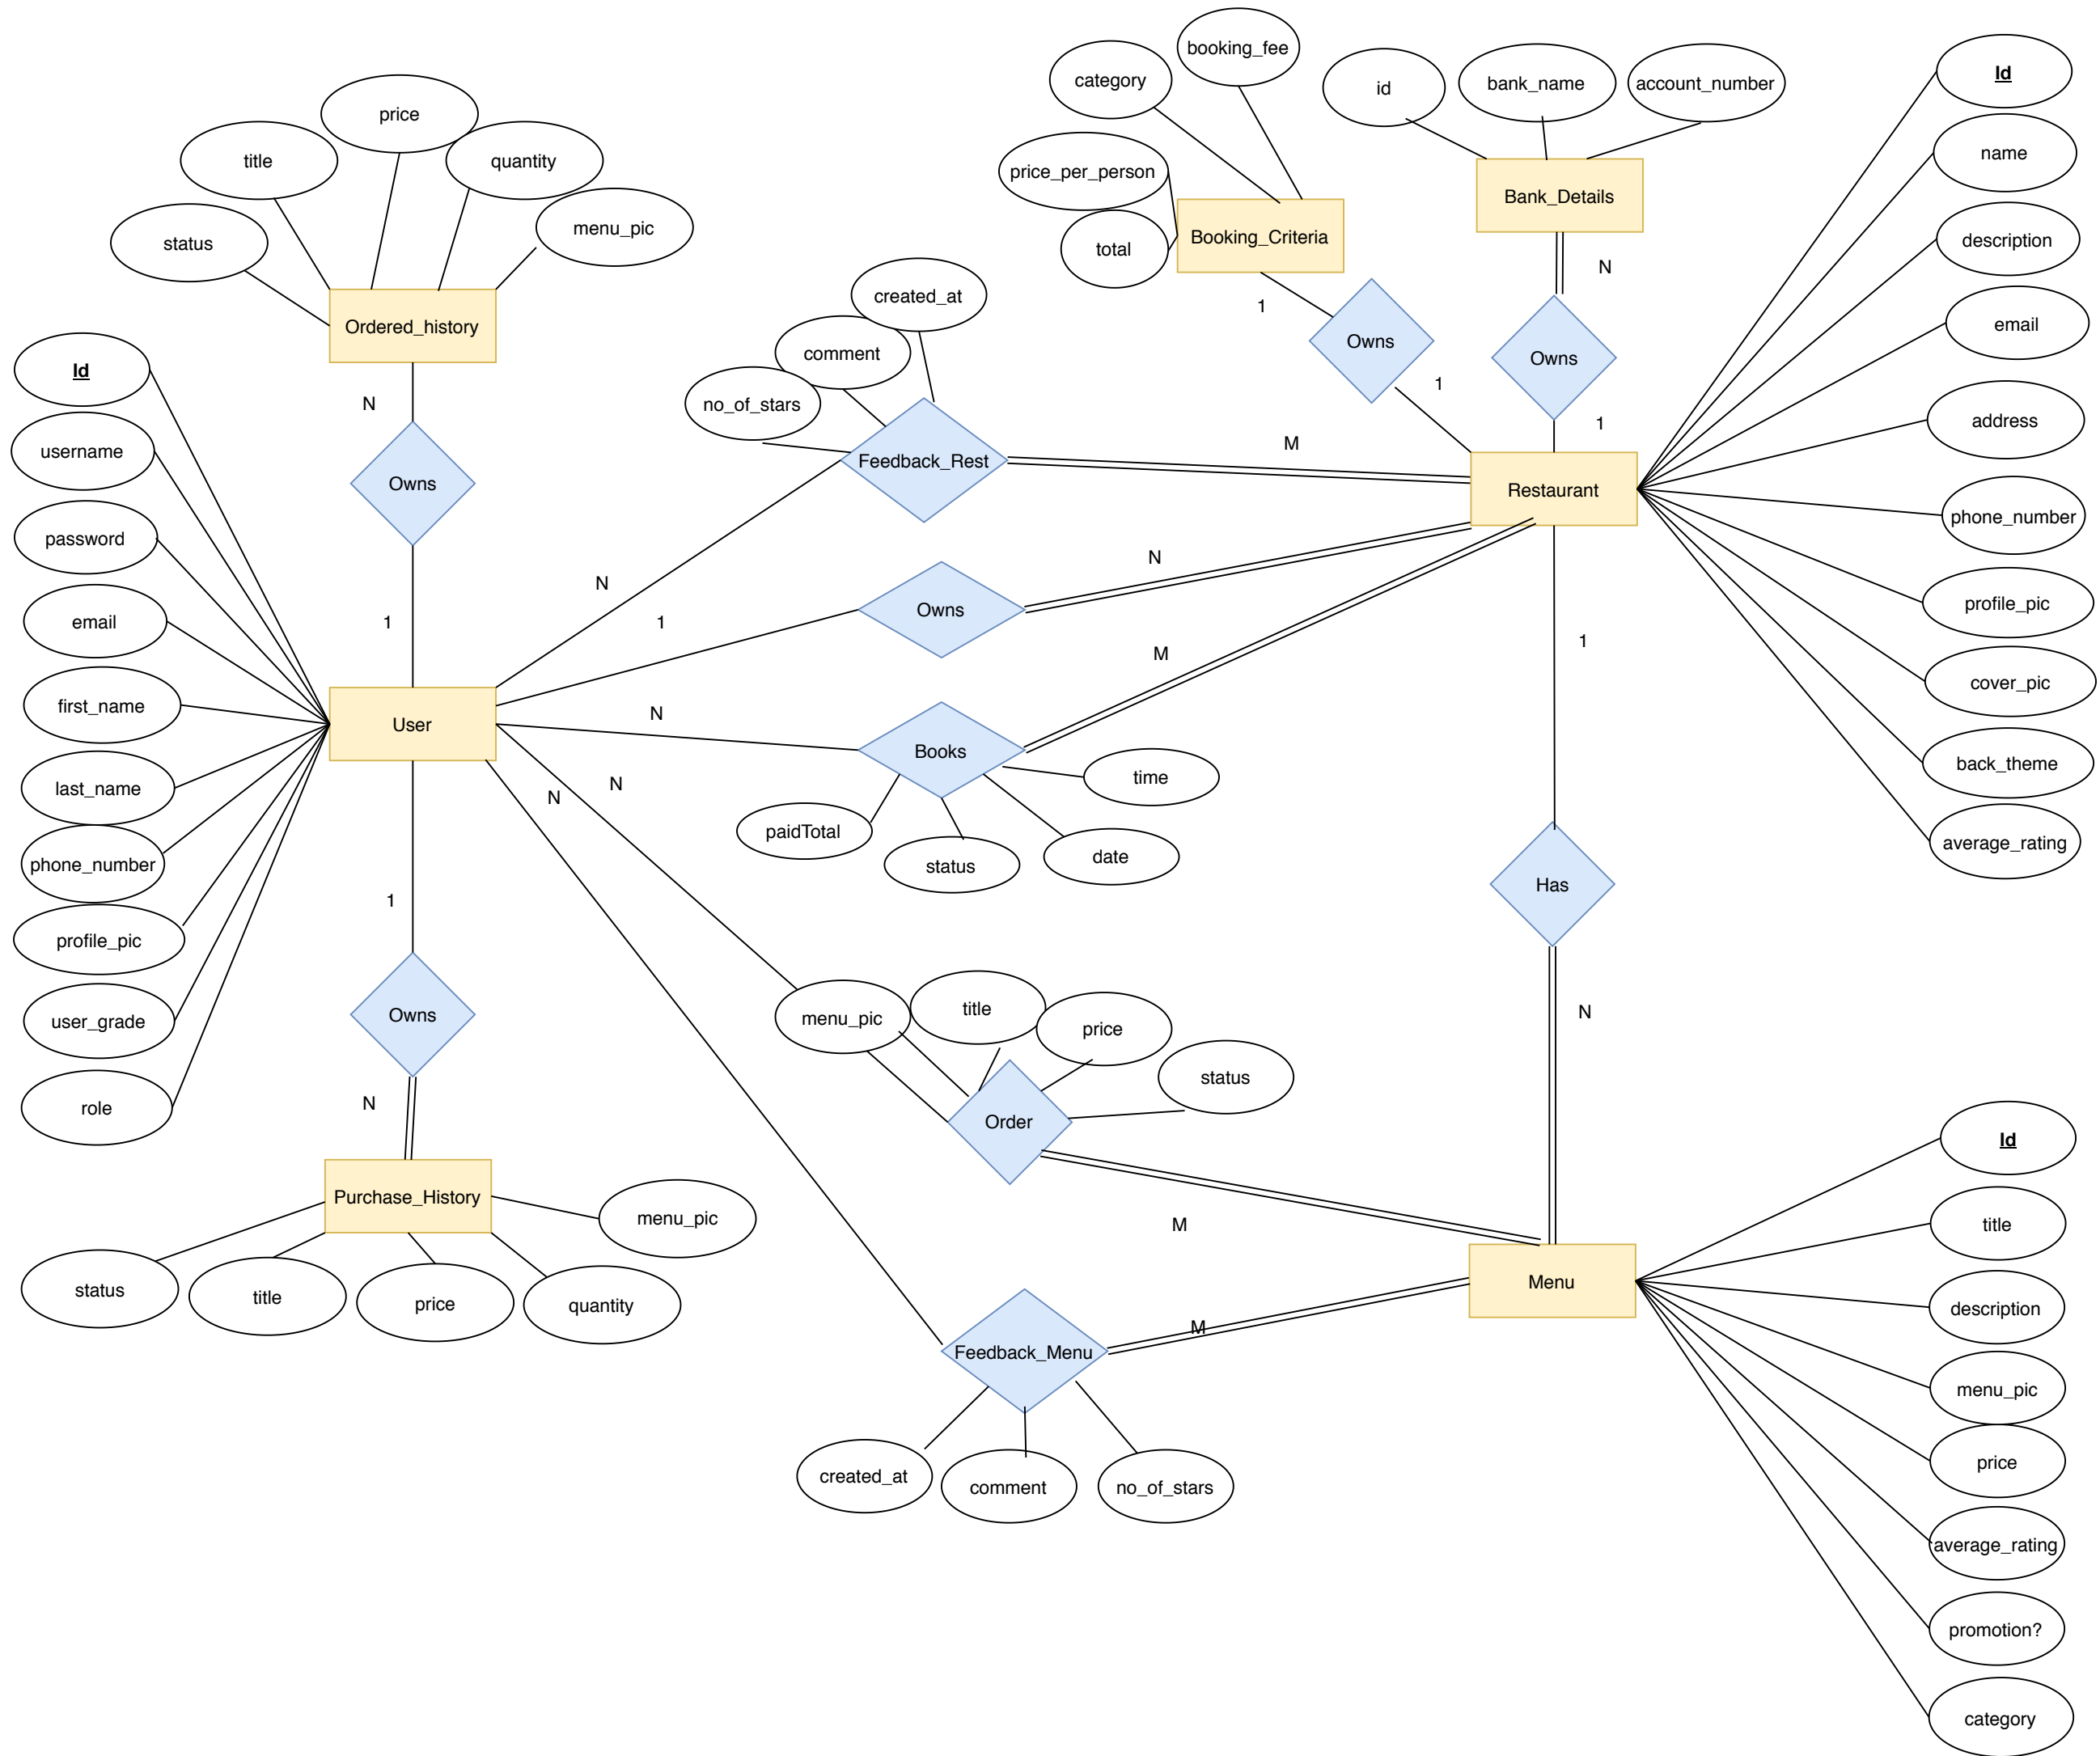 booking_fee
category
id
bank_name
account_number
Id
price
title
quantity
price_per_person
name
status
menu_pic
total
Booking_Criteria
Bank_Details
description
N
created_at
1
Ordered_history
comment
Owns
Owns
email
Id
N
no_of_stars
1
1
address
username
Owns
Feedback_Rest
M
Restaurant
phone_number
password
N
N
email
1
1
Owns
1
profile_pic
first_name
M
cover_pic
User
N
Books
time
back_theme
last_name
N
N
paidTotal
status
date
average_rating
phone_number
1
Has
profile_pic
Owns
menu_pic
title
price
N
user_grade
status
role
N
Order
Id
Purchase_History
menu_pic
M
title
status
title
price
quantity
Menu
description
M
Feedback_Menu
menu_pic
created_at
comment
no_of_stars
price
average_rating
promotion?
category